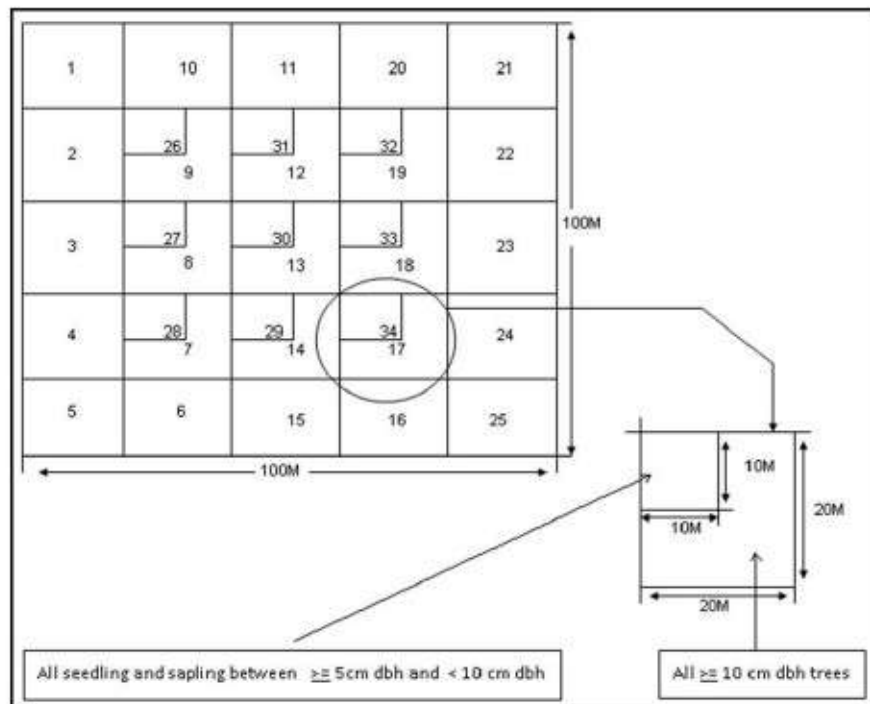 1 10 11 20 21
26 31 32
2 22
9 12 19
100M
27 30 33
3 23
8 13 18
28 29 34
4 24
7 14 17
5 6 15 16 25
100M
10M
20M
10M
20M
All seedling and sapling between >= 5cm dbh and < 10 cm dbh
All >= 10 cm dbh trees